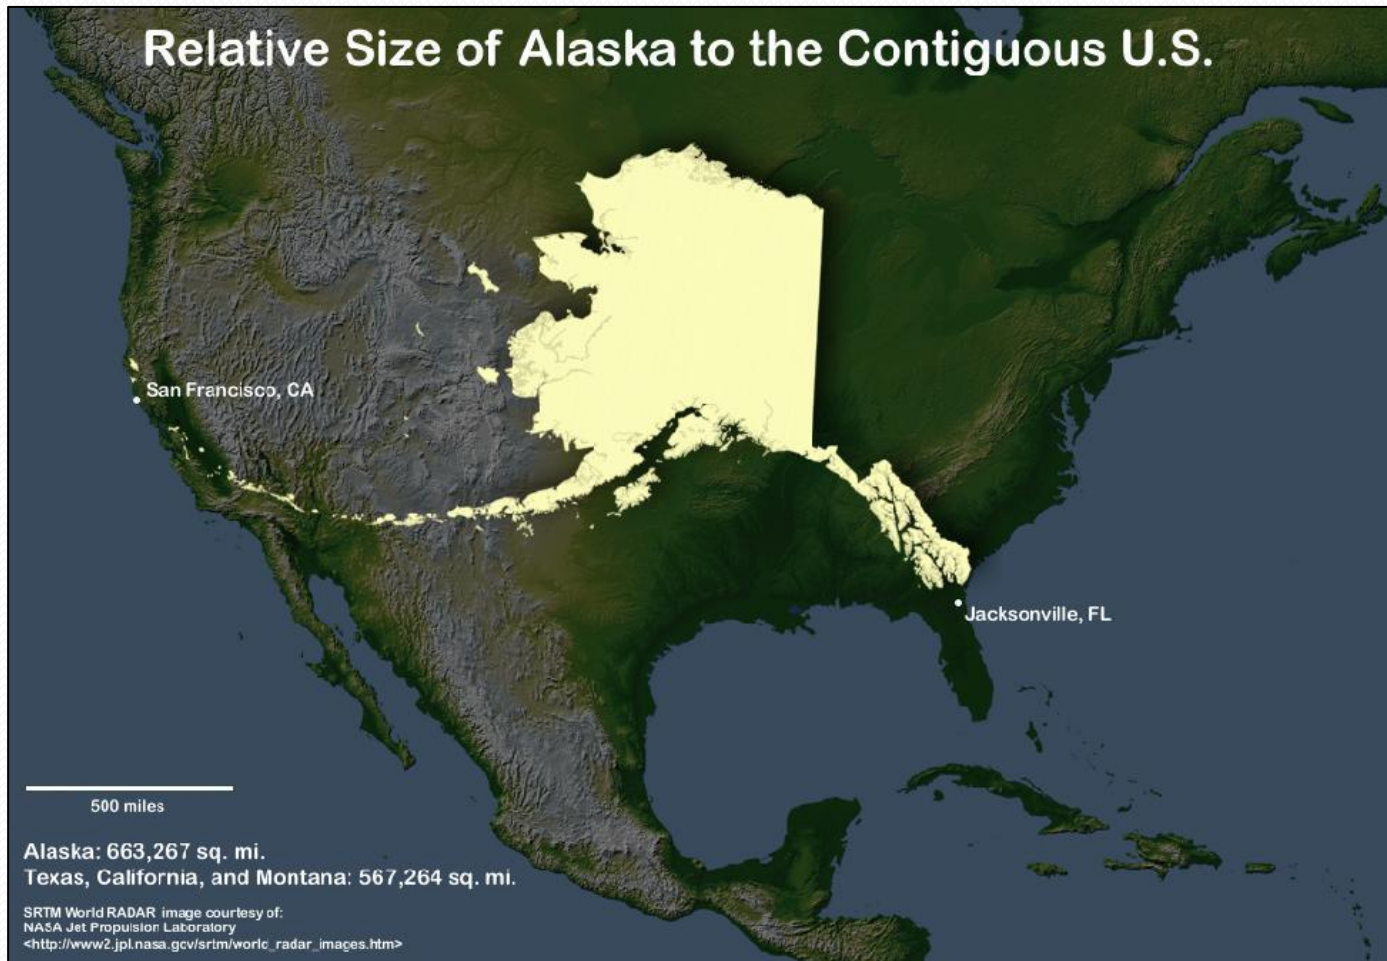 Relative Size of Alaska to the Contiguous U.S.
San Francisco, CA
Jacksonville, FL
500 miles
Alaska: 663,267 sq. mi.
Texas, California, and Montana: 567,264 sq. mi.
SRTM World RADAR image courtesy of:
NASA Jet Propulsion Laboratory
<http://www2.jpl.nasa.gov/srtm/world_radar_images.htm>